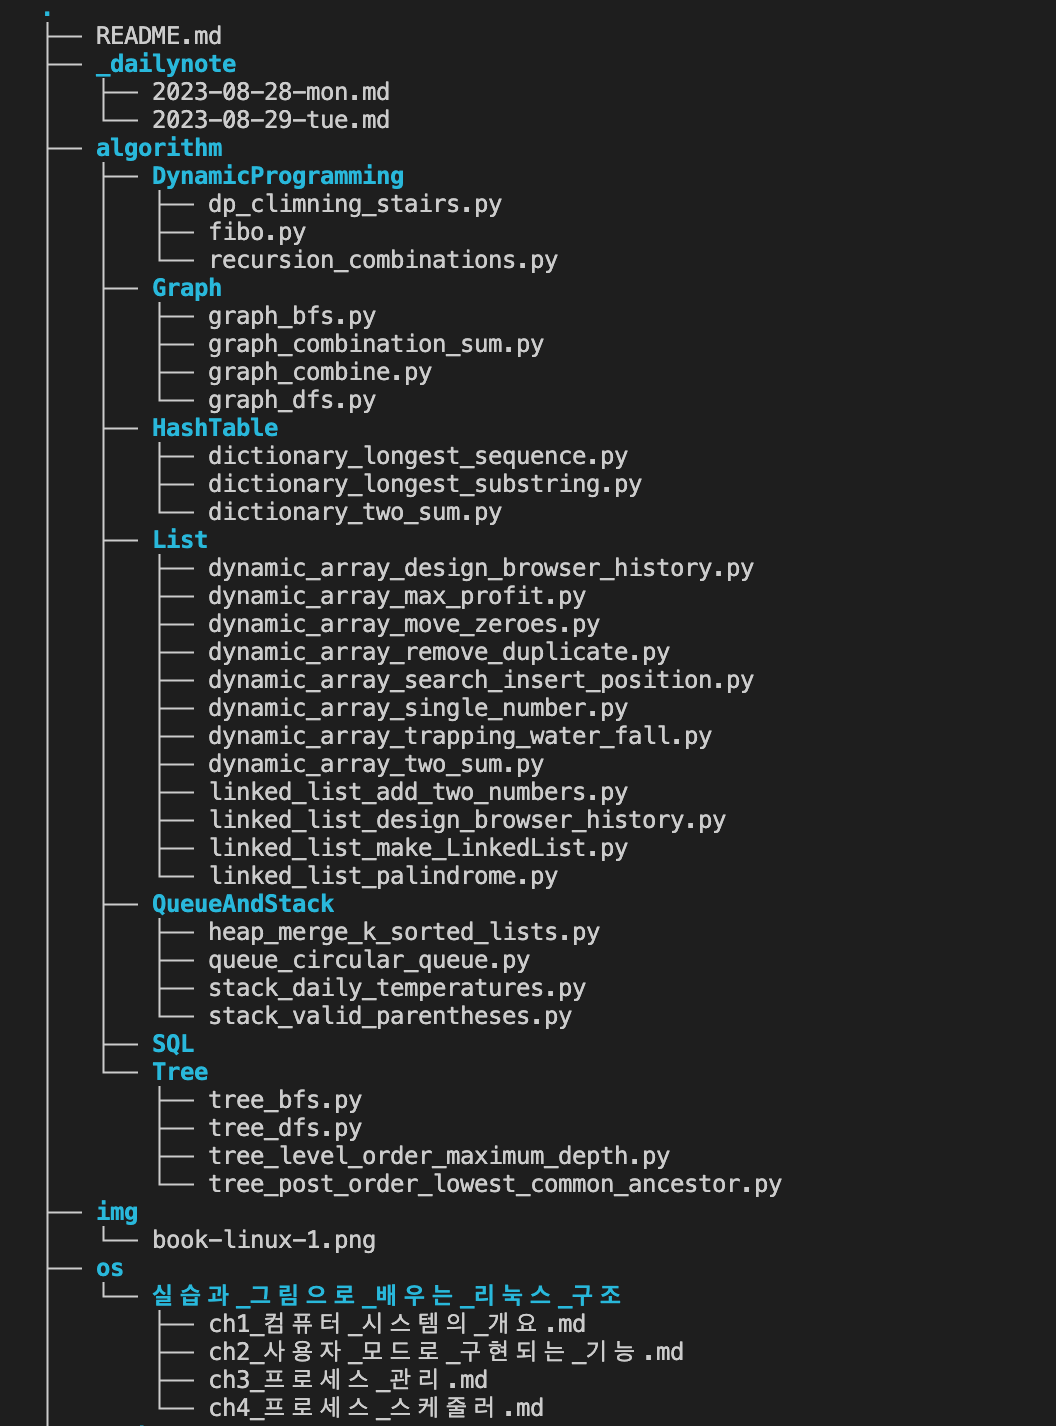 .
├── README.md
├── _dailynote
│   ├── 2023-08-28-mon.md
│   └── 2023-08-29-tue.md
├── algorithm
│   ├── DynamicProgramming
│   │   ├── dp_climning_stairs.py
│   │   ├── fibo.py
│   │   └── recursion_combinations.py
│   ├── Graph
│   │   ├── graph_bfs.py
│   │   ├── graph_combination_sum.py
│   │   ├── graph_combine.py
│   │   └── graph_dfs.py
│   ├── HashTable
│   │   ├── dictionary_longest_sequence.py
│   │   ├── dictionary_longest_substring.py
│   │   └── dictionary_two_sum.py
│   ├── List
│   │   ├── dynamic_array_design_browser_history.py
│   │   ├── dynamic_array_max_profit.py
│   │   ├── dynamic_array_move_zeroes.py
│   │   ├── dynamic_array_remove_duplicate.py
│   │   ├── dynamic_array_search_insert_position.py
│   │   ├── dynamic_array_single_number.py
│   │   ├── dynamic_array_trapping_water_fall.py
│   │   ├── dynamic_array_two_sum.py
│   │   ├── linked_list_add_two_numbers.py
│   │   ├── linked_list_design_browser_history.py
│   │   ├── linked_list_make_LinkedList.py
│   │   └── linked_list_palindrome.py
│   ├── QueueAndStack
│   │   ├── heap_merge_k_sorted_lists.py
│   │   ├── queue_circular_queue.py
│   │   ├── stack_daily_temperatures.py
│   │   └── stack_valid_parentheses.py
│   ├── SQL
│   └── Tree
│       ├── tree_bfs.py
│       ├── tree_dfs.py
│       ├── tree_level_order_maximum_depth.py
│       └── tree_post_order_lowest_common_ancestor.py
├── img
│   └── book-linux-1.png
├── os
│   └── 실습과_그림으로_배우는_리눅스_구조
│       ├── ch1_컴퓨터_시스템의_개요.md
│       ├── ch2_사용자_모드로_구현되는_기능.md
│       ├── ch3_프로세스_관리.md
│       └── ch4_프로세스_스케줄러.md